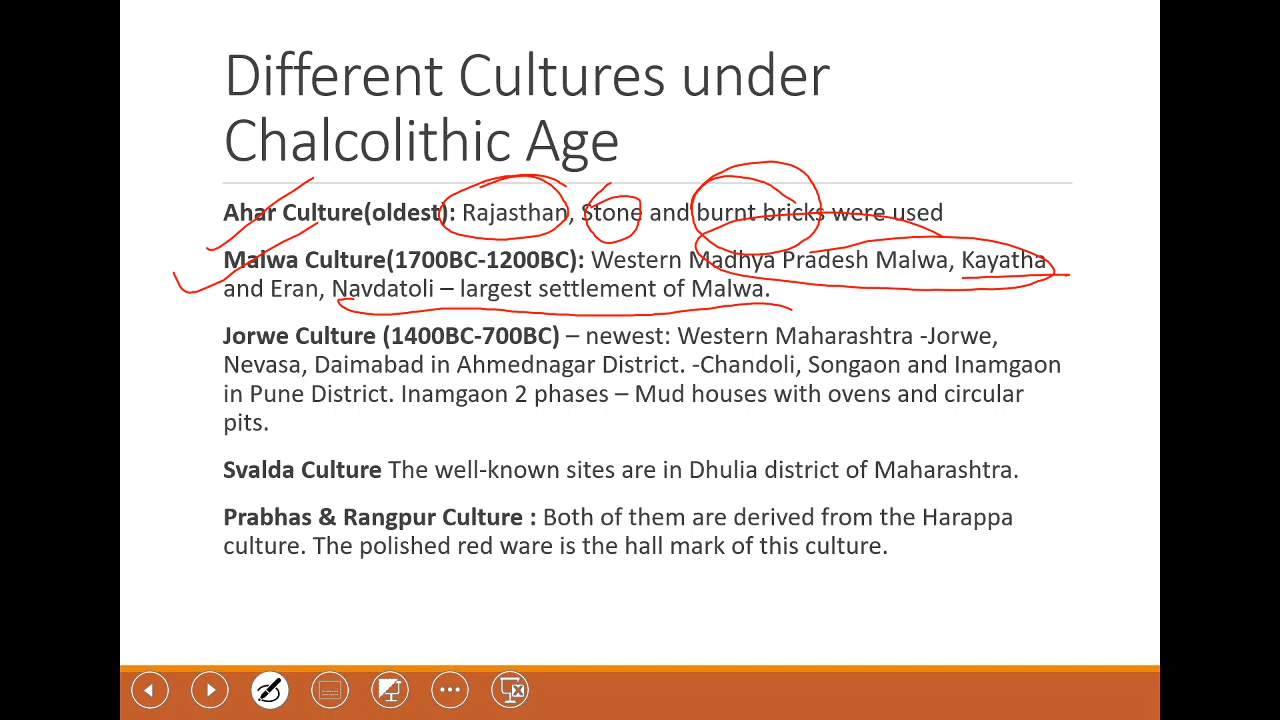 Different Cultures under
Chalcolithic Age
Ahar Culture(oldest): Rajasthan, Stone and burnt bricks were used
Malwa Culture(1700BC-1200BC): Western Madhya Pradesh Malwa, Kayatha
and Eran, Navdatoli – largest settlement of Malwa.
Jorwe Culture (1400BC-700BC) – newest: Western Maharashtra -Jorwe,
Nevasa, Daimabad in Ahmednagar District. -Chandoli, Songaon and Inamgaon
in Pune District. Inamgaon 2 phases – Mud houses with ovens and circular
pits.
Svalda Culture The well-known sites are in Dhulia district of Maharashtra.
Prabhas & Rangpur Culture : Both of them are derived from the Harappa
culture. The polished red ware is the hall mark of this culture.